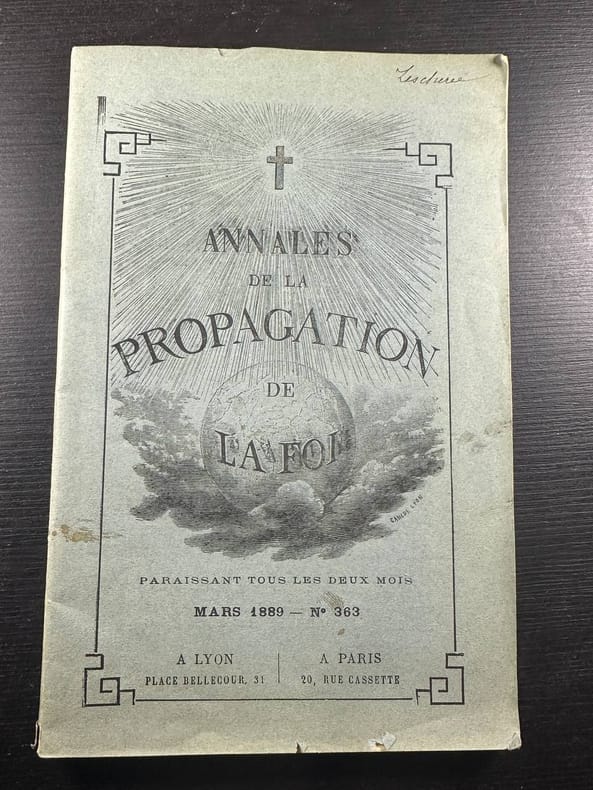 ANNALES
DE LA
PROPAGATION
DE
LA FOI
PARAISSANT TOUS LES DEUX MOIS
MARS 1889 — Nº 363
A LYON
PLACE BELLECOUR, 31
A PARIS
20, RUE CASSETTE